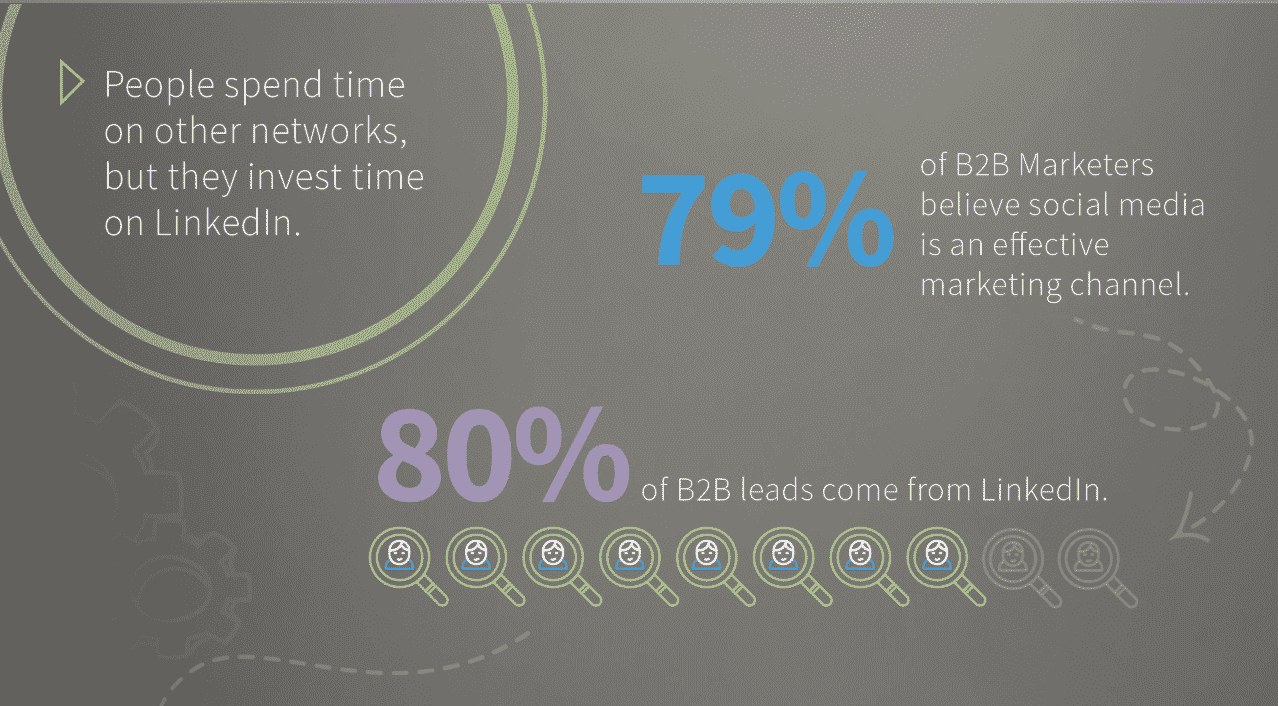 People spend time
on other networks,
but they invest time
on LinkedIn.
79%
of B2B Marketers
believe social media
is an effective
marketing channel.
80% of B2B leads come from LinkedIn.